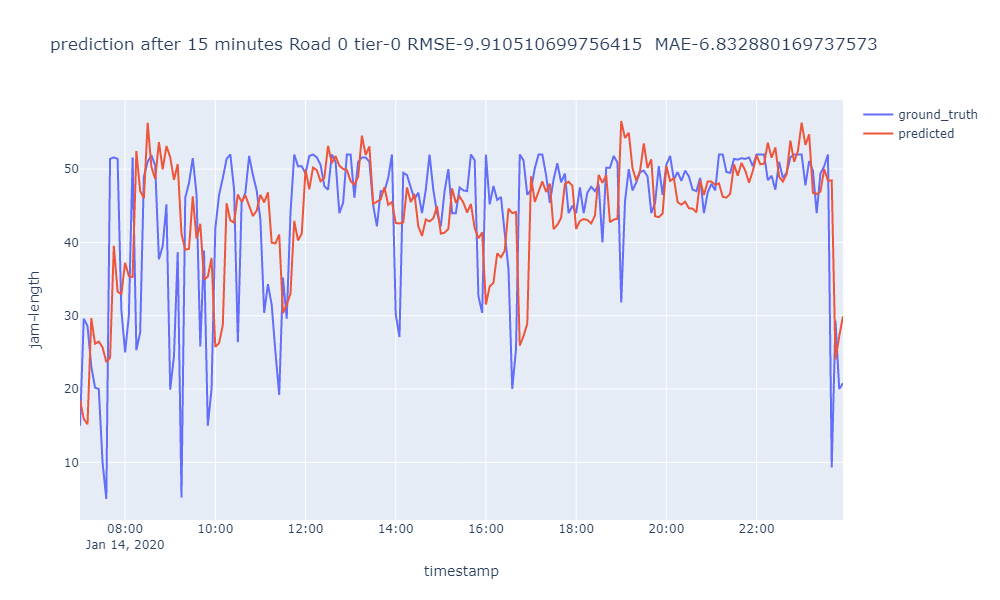 prediction after 15 minutes Road 0 tier-0 RMSE-9.910510699756415  MAE-6.832880169737573
ground_truth
predicted
jam-length
50
40
30
20
10
08:00 10:00 12:00 14:00 16:00 18:00 20:00 22:00
Jan 14, 2020
timestamp